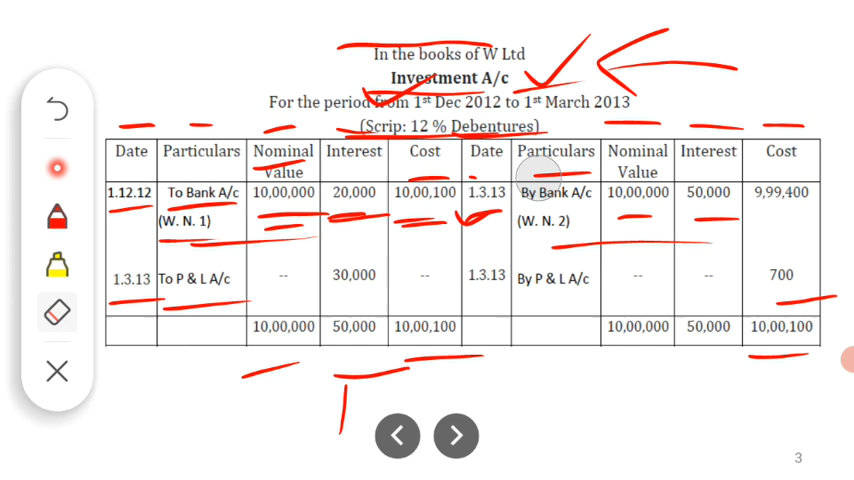 In the books of W Ltd
Investment A/c
For the period from 1st Dec 2012 to 1st March 2013
(Scrip: 12 % Debentures)
Date Particulars Nominal Value Interest Cost Date Particulars Nominal Value Interest Cost
1.12.12 To Bank A/c 10,00,000 20,000 10,00,100 1.3.13 By Bank A/c 10,00,000 50,000 9,99,400
(W. N. 1) (W. N. 2)
1.3.13 To P & L A/c -- 30,000 -- 1.3.13 By P & L A/c -- -- 700
10,00,000 50,000 10,00,100 10,00,000 50,000 10,00,100
3